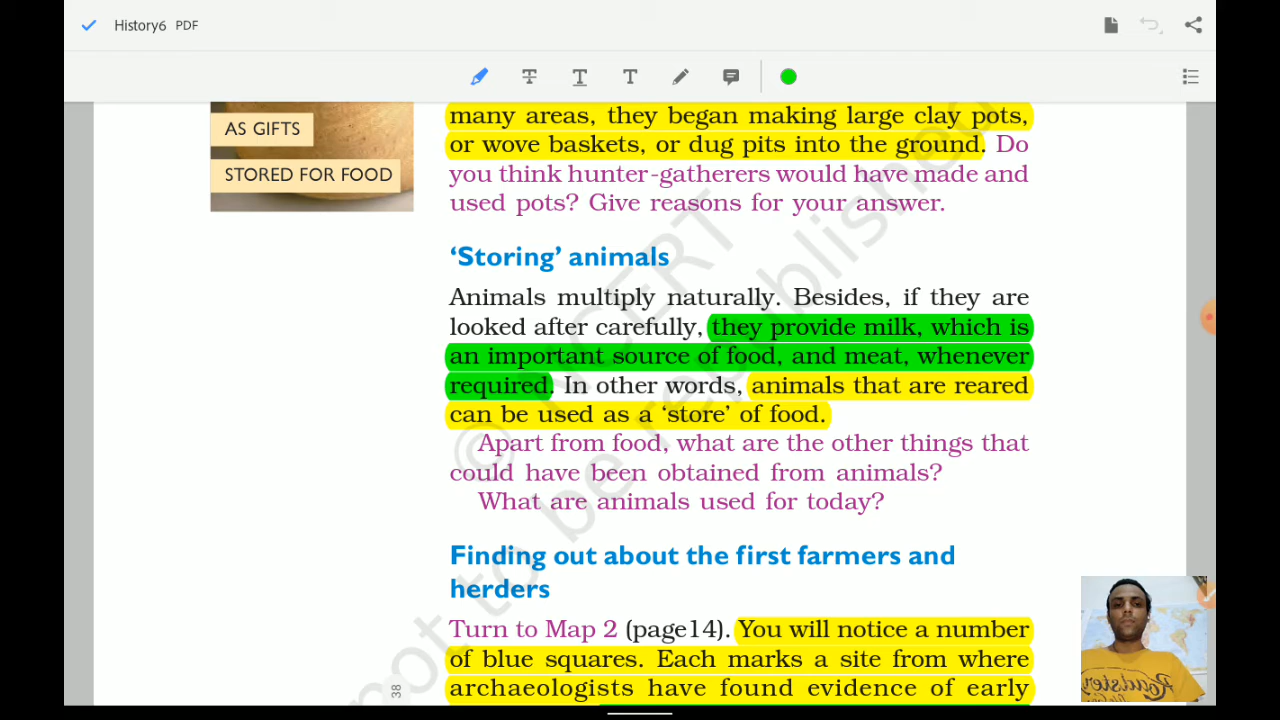 History6 PDF
AS GIFTS
STORED FOR FOOD
many areas, they began making large clay pots,
or wove baskets, or dug pits into the ground. Do
you think hunter-gatherers would have made and
used pots? Give reasons for your answer.
‘Storing’ animals
Animals multiply naturally. Besides, if they are
looked after carefully, they provide milk, which is
an important source of food, and meat, whenever
required. In other words, animals that are reared
can be used as a ‘store’ of food.
Apart from food, what are the other things that
could have been obtained from animals?
What are animals used for today?
Finding out about the first farmers and
herders
Turn to Map 2 (page14). You will notice a number
of blue squares. Each marks a site from where
archaeologists have found evidence of early
38
© NCERT
not to be republished